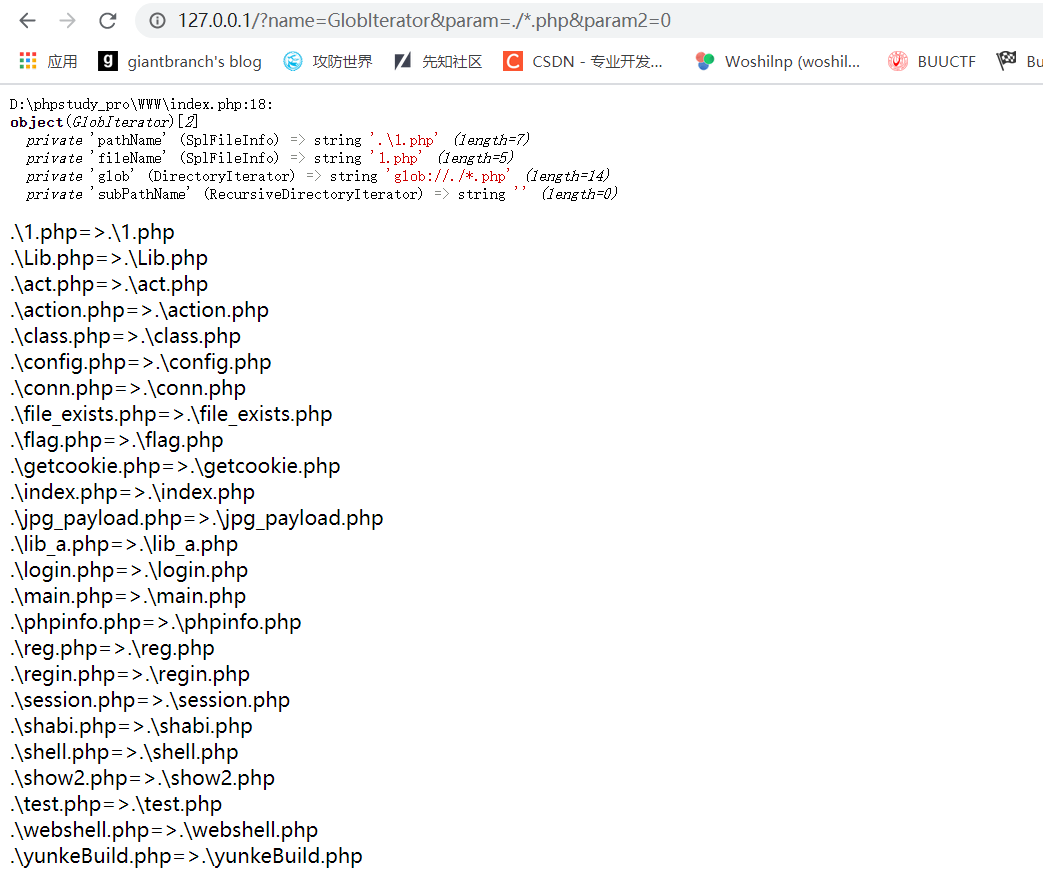 127.0.0.1/?name=GlobIterator&param=./*.php&param2=0
应用 giantbranch's blog 攻防世界 先知社区 CSDN - 专业开发... WoshiInp (woshil... BUUCTF Bu
D:\phpstudy_pro\WWW\index.php:18:
object(GlobIterator)[2]
private 'pathName' (SplFileInfo) => string '.\1.php' (length=7)
private 'fileName' (SplFileInfo) => string '1.php' (length=5)
private 'glob' (DirectoryIterator) => string 'glob://./*.php' (length=14)
private 'subPathName' (RecursiveDirectoryIterator) => string '' (length=0)
.\1.php=>.\1.php
.\Lib.php=>.\Lib.php
.\act.php=>.\act.php
.\action.php=>.\action.php
.\class.php=>.\class.php
.\config.php=>.\config.php
.\conn.php=>.\conn.php
.\file_exists.php=>.\file_exists.php
.\flag.php=>.\flag.php
.\getcookie.php=>.\getcookie.php
.\index.php=>.\index.php
.\jpg_payload.php=>.\jpg_payload.php
.\lib_a.php=>.\lib_a.php
.\login.php=>.\login.php
.\main.php=>.\main.php
.\phpinfo.php=>.\phpinfo.php
.\reg.php=>.\reg.php
.\regin.php=>.\regin.php
.\session.php=>.\session.php
.\shabi.php=>.\shabi.php
.\shell.php=>.\shell.php
.\show2.php=>.\show2.php
.\test.php=>.\test.php
.\webshell.php=>.\webshell.php
.\yunkeBuild.php=>.\yunkeBuild.php